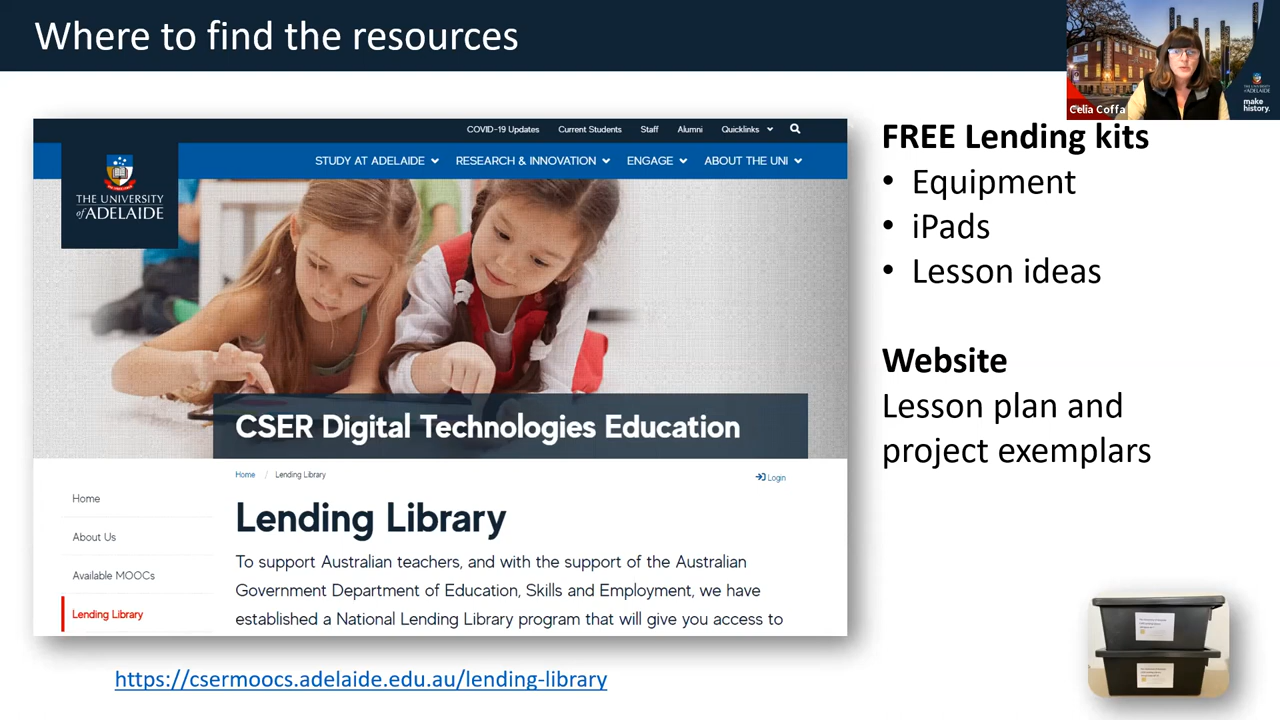 Where to find the resources
Celia Coffa
THE UNIVERSITY
of ADELAIDE
make
history.
COVID-19 Updates Current Students Staff Alumni Quicklinks
STUDY AT ADELAIDE RESEARCH & INNOVATION ENGAGE ABOUT THE UNI
THE UNIVERSITY
of ADELAIDE
CSER Digital Technologies Education
Home / Lending Library
Login
Home
About Us
Available MOOCs
Lending Library
Lending Library
To support Australian teachers, and with the support of the Australian
Government Department of Education, Skills and Employment, we have
established a National Lending Library program that will give you access to
https://csermoocs.adelaide.edu.au/lending-library
FREE Lending kits
• Equipment
• iPads
• Lesson ideas
Website
Lesson plan and
project exemplars